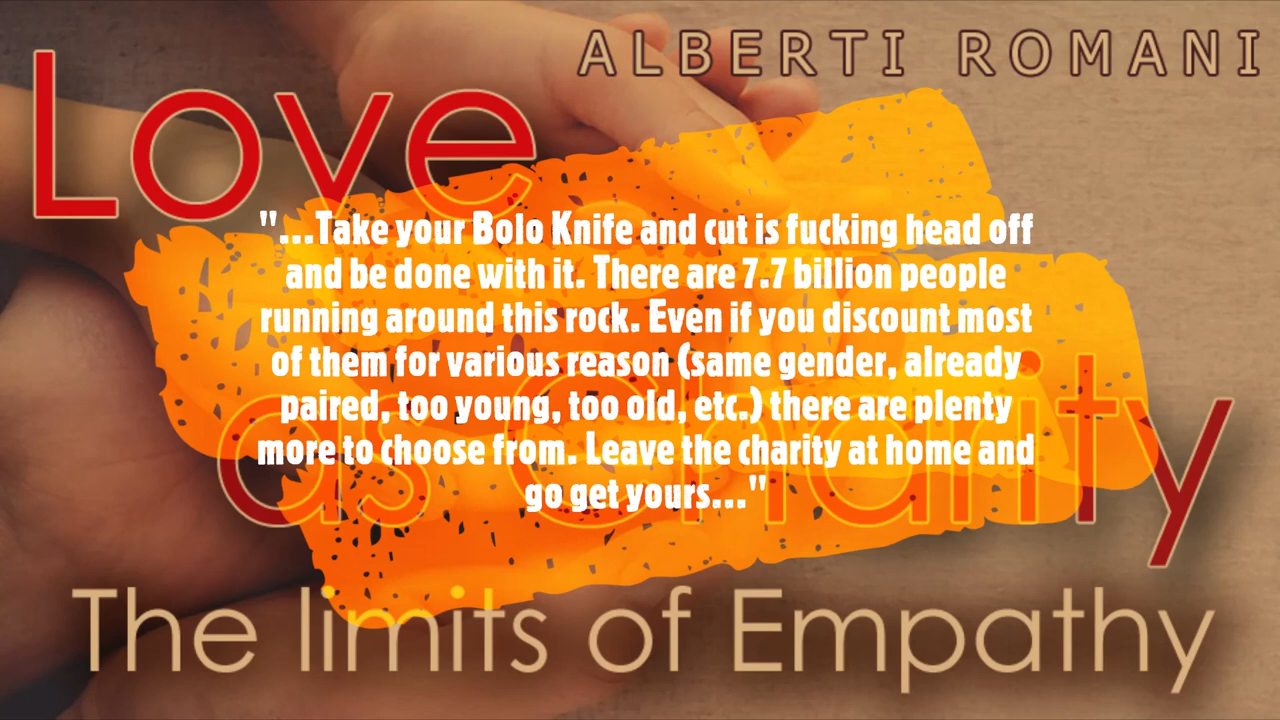 ALBERTI ROMANI
Love
"...Take your Bolo Knife and cut is fucking head off
and be done with it. There are 7.7 billion people
running around this rock. Even if you discount most
of them for various reason (same gender, already
paired, too young, too old, etc.) there are plenty
more to choose from. Leave the charity at home and
go get yours..."
as Charity
The limits of Empathy